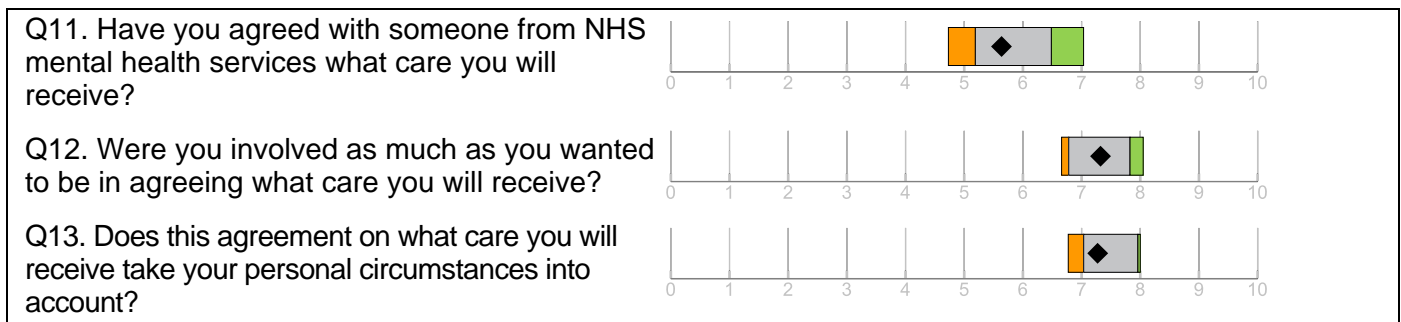 Q11. Have you agreed with someone from NHS
mental health services what care you will
receive?
0 1 2 3 4 5 6 7 8 9 10
Q12. Were you involved as much as you wanted
to be in agreeing what care you will receive?
0 1 2 3 4 5 6 7 8 9 10
Q13. Does this agreement on what care you will
receive take your personal circumstances into
account?
0 1 2 3 4 5 6 7 8 9 10